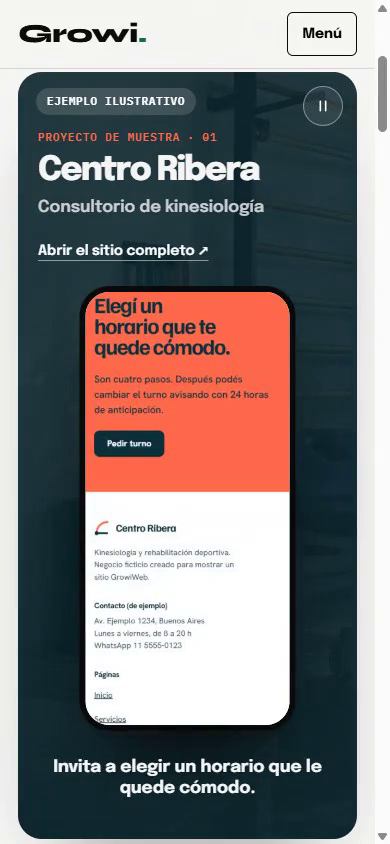 Growi.
Menú
EJEMPLO ILUSTRATIVO
PROYECTO DE MUESTRA · 01
Centro Ribera
Consultorio de kinesiología
Abrir el sitio completo ↗
Elegí un
horario que te
quede cómodo.
Son cuatro pasos. Después podés
cambiar el turno avisando con 24 horas
de anticipación.
Pedir turno
Centro Ribera
Kinesiología y rehabilitación deportiva.
Negocio ficticio creado para mostrar un
sitio GrowiWeb.
Contacto (de ejemplo)
Av. Ejemplo 1234, Buenos Aires
Lunes a viernes, de 8 a 20 h
WhatsApp 11 5555-0123
Páginas
Inicio
Servicios
Invita a elegir un horario que le
quede cómodo.